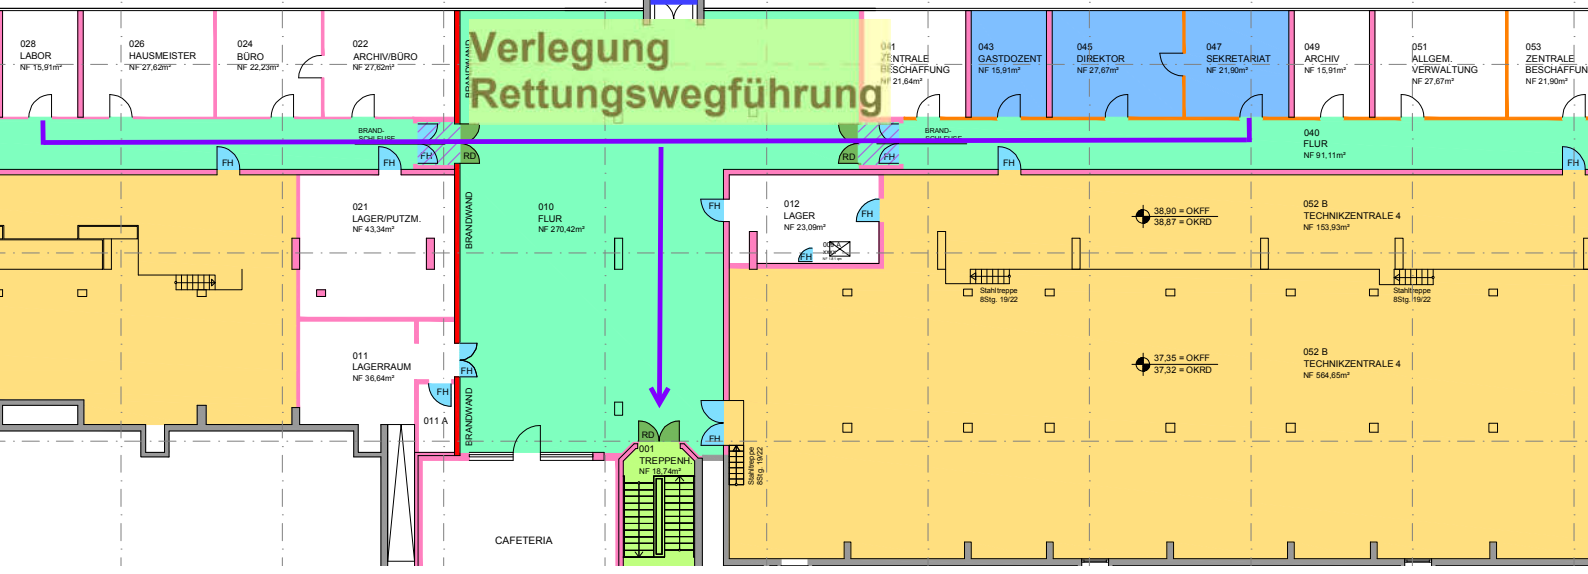 Verlegung
Rettungswegführung
028
LABOR
NF 15,91m²
026
HAUSMEISTER
NF 27,62m²
024
BÜRO
NF 22,23m²
022
ARCHIV/BÜRO
NF 27,62m²
BRANDWAND
041
ZENTRALE
BESCHAFFUNG
NF 21,64m²
043
GASTDOZENT
NF 15,91m²
045
DIREKTOR
NF 27,67m²
047
SEKRETARIAT
NF 21,90m²
049
ARCHIV
NF 15,91m²
051
ALLGEM.
VERWALTUNG
NF 27,67m²
053
ZENTRALE
BESCHAFFUN
NF 21,90m²
BRAND-
SCHLEUSE
BRAND-
SCHLEUSE
040
FLUR
NF 91,11m²
FH
FH
FH
RD
RD
FH
FH
FH
021
LAGER/PUTZM.
NF 43,34m²
BRANDWAND
010
FLUR
NF 270,42m²
FH
012
LAGER
NF 23,09m²
FH
FH
38,90 = OKFF
38,87 = OKRD
052 B
TECHNIKZENTRALE 4
NF 153,93m²
Stahltreppe
8Stg. 19/22
Stahltreppe
8Stg. 19/22
011
LAGERRAUM
NF 36,64m²
FH
FH
011 A
BRANDWAND
37,35 = OKFF
37,32 = OKRD
052 B
TECHNIKZENTRALE 4
NF 564,65m²
RD
FH
001
TREPPENH.
NF 18,74m²
Stahltreppe
8Stg. 19/22
CAFETERIA